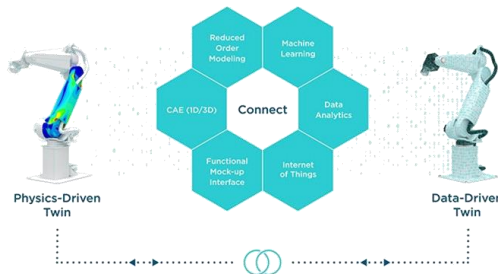 Reduced
Order
Modeling
Machine
Learning
CAE (1D/3D)
Connect
Data
Analytics
Functional
Mock-up
Interface
Internet
of Things
Physics-Driven
Twin
Data-Driven
Twin